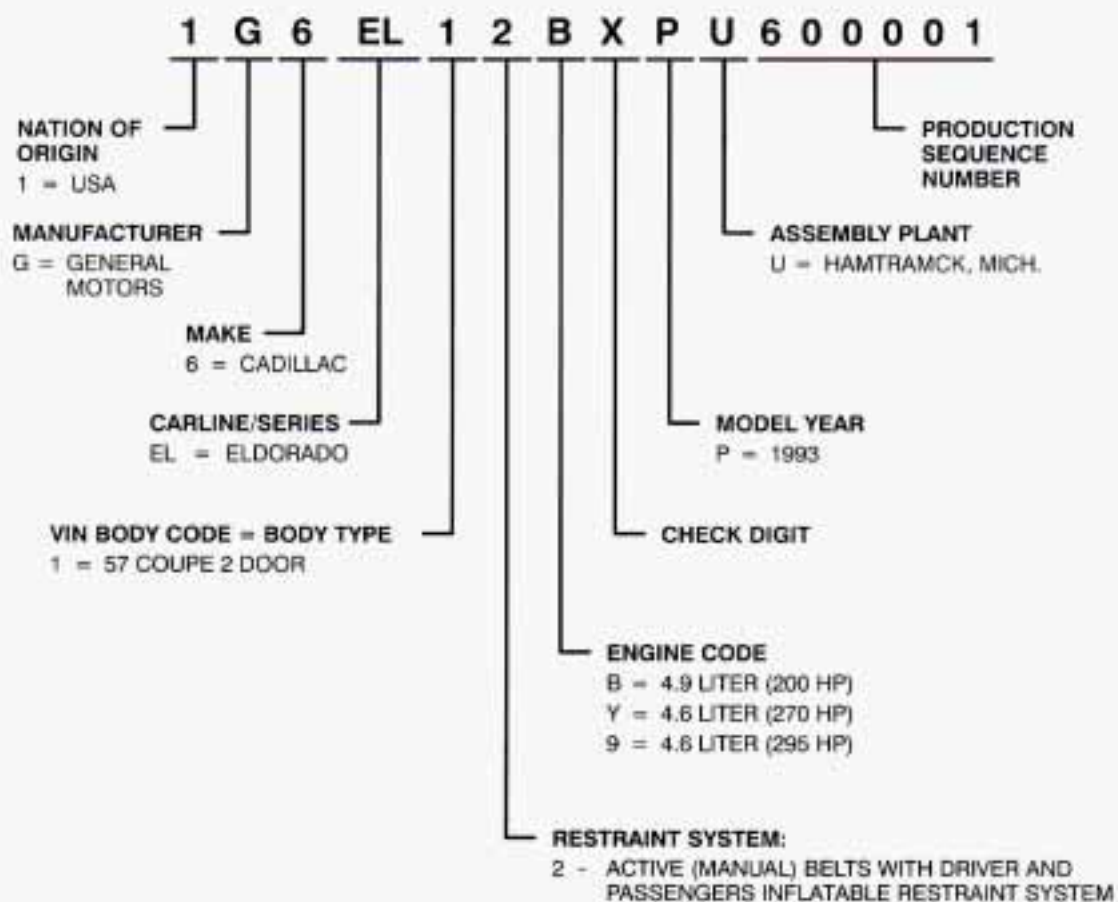 1 G 6 EL 1 2 B X P U 6 0 0 0 0 1
NATION OF
ORIGIN
1 = USA
PRODUCTION
SEQUENCE
NUMBER
MANUFACTURER
G = GENERAL
MOTORS
ASSEMBLY PLANT
U = HAMTRAMCK, MICH.
MAKE
6 = CADILLAC
CARLINE/SERIES
EL = ELDORADO
MODEL YEAR
P = 1993
VIN BODY CODE = BODY TYPE
1 = 57 COUPE 2 DOOR
CHECK DIGIT
ENGINE CODE
B = 4.9 LITER (200 HP)
Y = 4.6 LITER (270 HP)
9 = 4.6 LITER (295 HP)
RESTRAINT SYSTEM:
2 - ACTIVE (MANUAL) BELTS WITH DRIVER AND
PASSENGERS INFLATABLE RESTRAINT SYSTEM